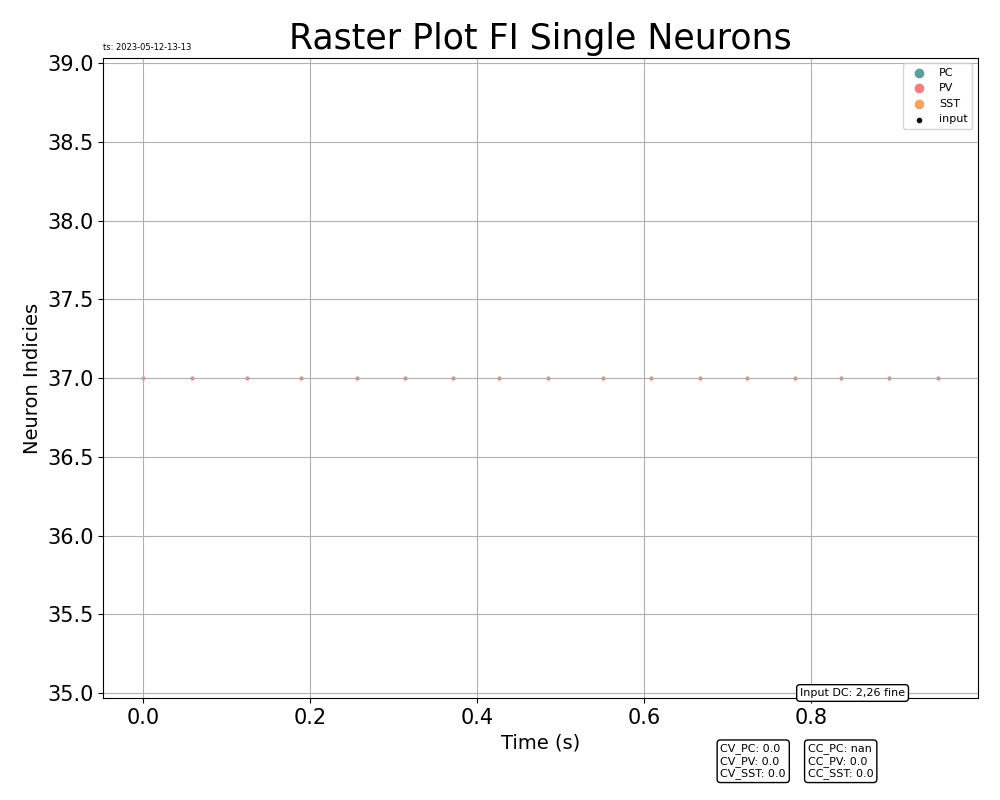 Raster Plot FI Single Neurons
ts: 2023-05-12-13-13
39.0
38.5
38.0
37.5
37.0
36.5
36.0
35.5
35.0
Neuron Indicies
PC
PV
SST
input
Input DC: 2,26 fine
0.0 0.2 0.4 0.6 0.8
Time (s)
CV_PC: 0.0
CV_PV: 0.0
CV_SST: 0.0
CC_PC: nan
CC_PV: 0.0
CC_SST: 0.0